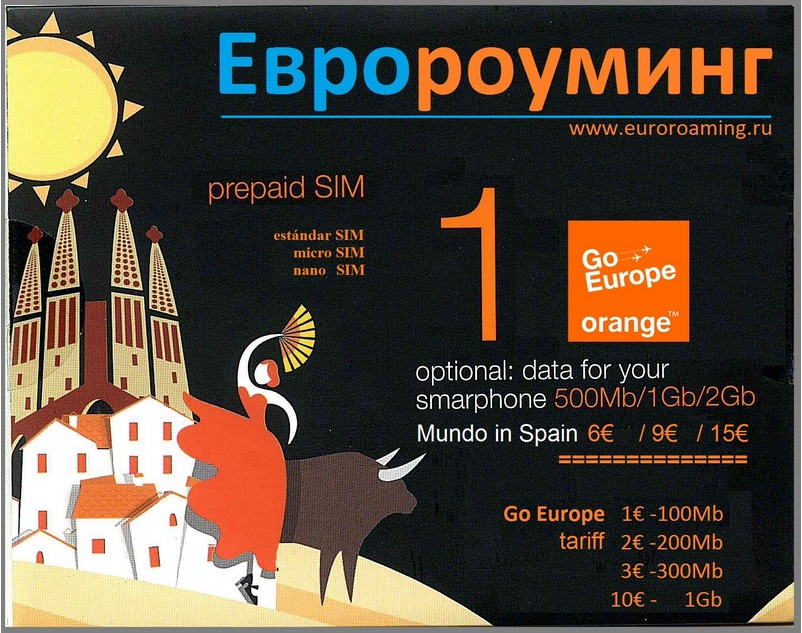 Евророуминг
www.euroroaming.ru
prepaid SIM
estándar SIM
micro SIM
nano SIM
1
Go
Europe
orange™
optional: data for your
smarphone 500Mb/1Gb/2Gb
Mundo in Spain 6€ / 9€ / 15€
==============
Go Europe 1€ -100Mb
tariff 2€ -200Mb
3€ -300Mb
10€ - 1Gb